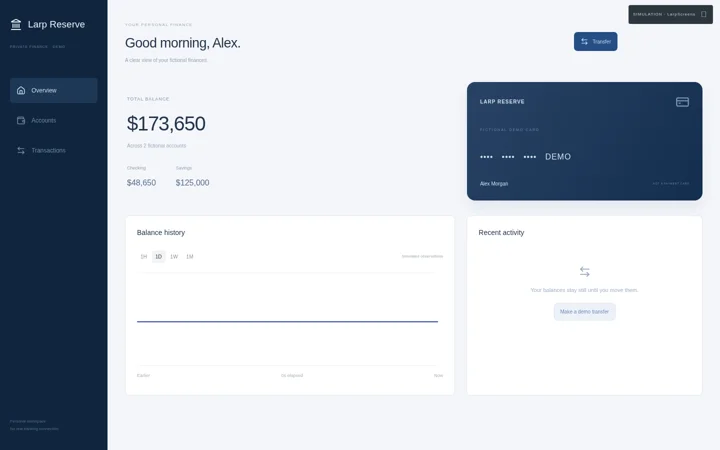 Larp Reserve
PRIVATE FINANCE · DEMO
Overview
Accounts
Transactions
YOUR PERSONAL FINANCE
Good morning, Alex.
A clear view of your fictional finances.
SIMULATION · LarpScreens
Transfer
TOTAL BALANCE
$173,650
Across 2 fictional accounts
Checking
Savings
$48,650
$125,000
LARP RESERVE
FICTIONAL DEMO CARD
•••• •••• •••• DEMO
Alex Morgan
Balance history
1H
1D
1W
1M
Simulated observations
Earlier
Now
Recent activity
Your balances stay still until you move them.
Make a demo transfer